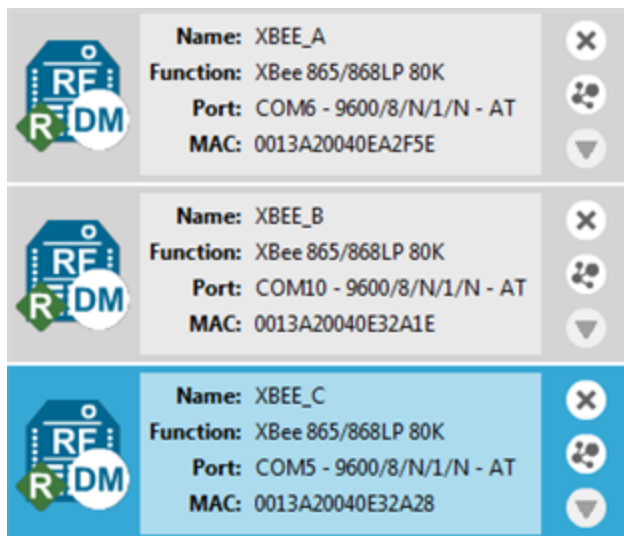 RF
R DM
Name: XBEE_A
Function: XBee 865/868LP 80K
Port: COM6 - 9600/8/N/1/N - AT
MAC: 0013A20040EA2F5E
RF
R DM
Name: XBEE_B
Function: XBee 865/868LP 80K
Port: COM10 - 9600/8/N/1/N - AT
MAC: 0013A20040E32A1E
RF
R DM
Name: XBEE_C
Function: XBee 865/868LP 80K
Port: COM5 - 9600/8/N/1/N - AT
MAC: 0013A20040E32A28